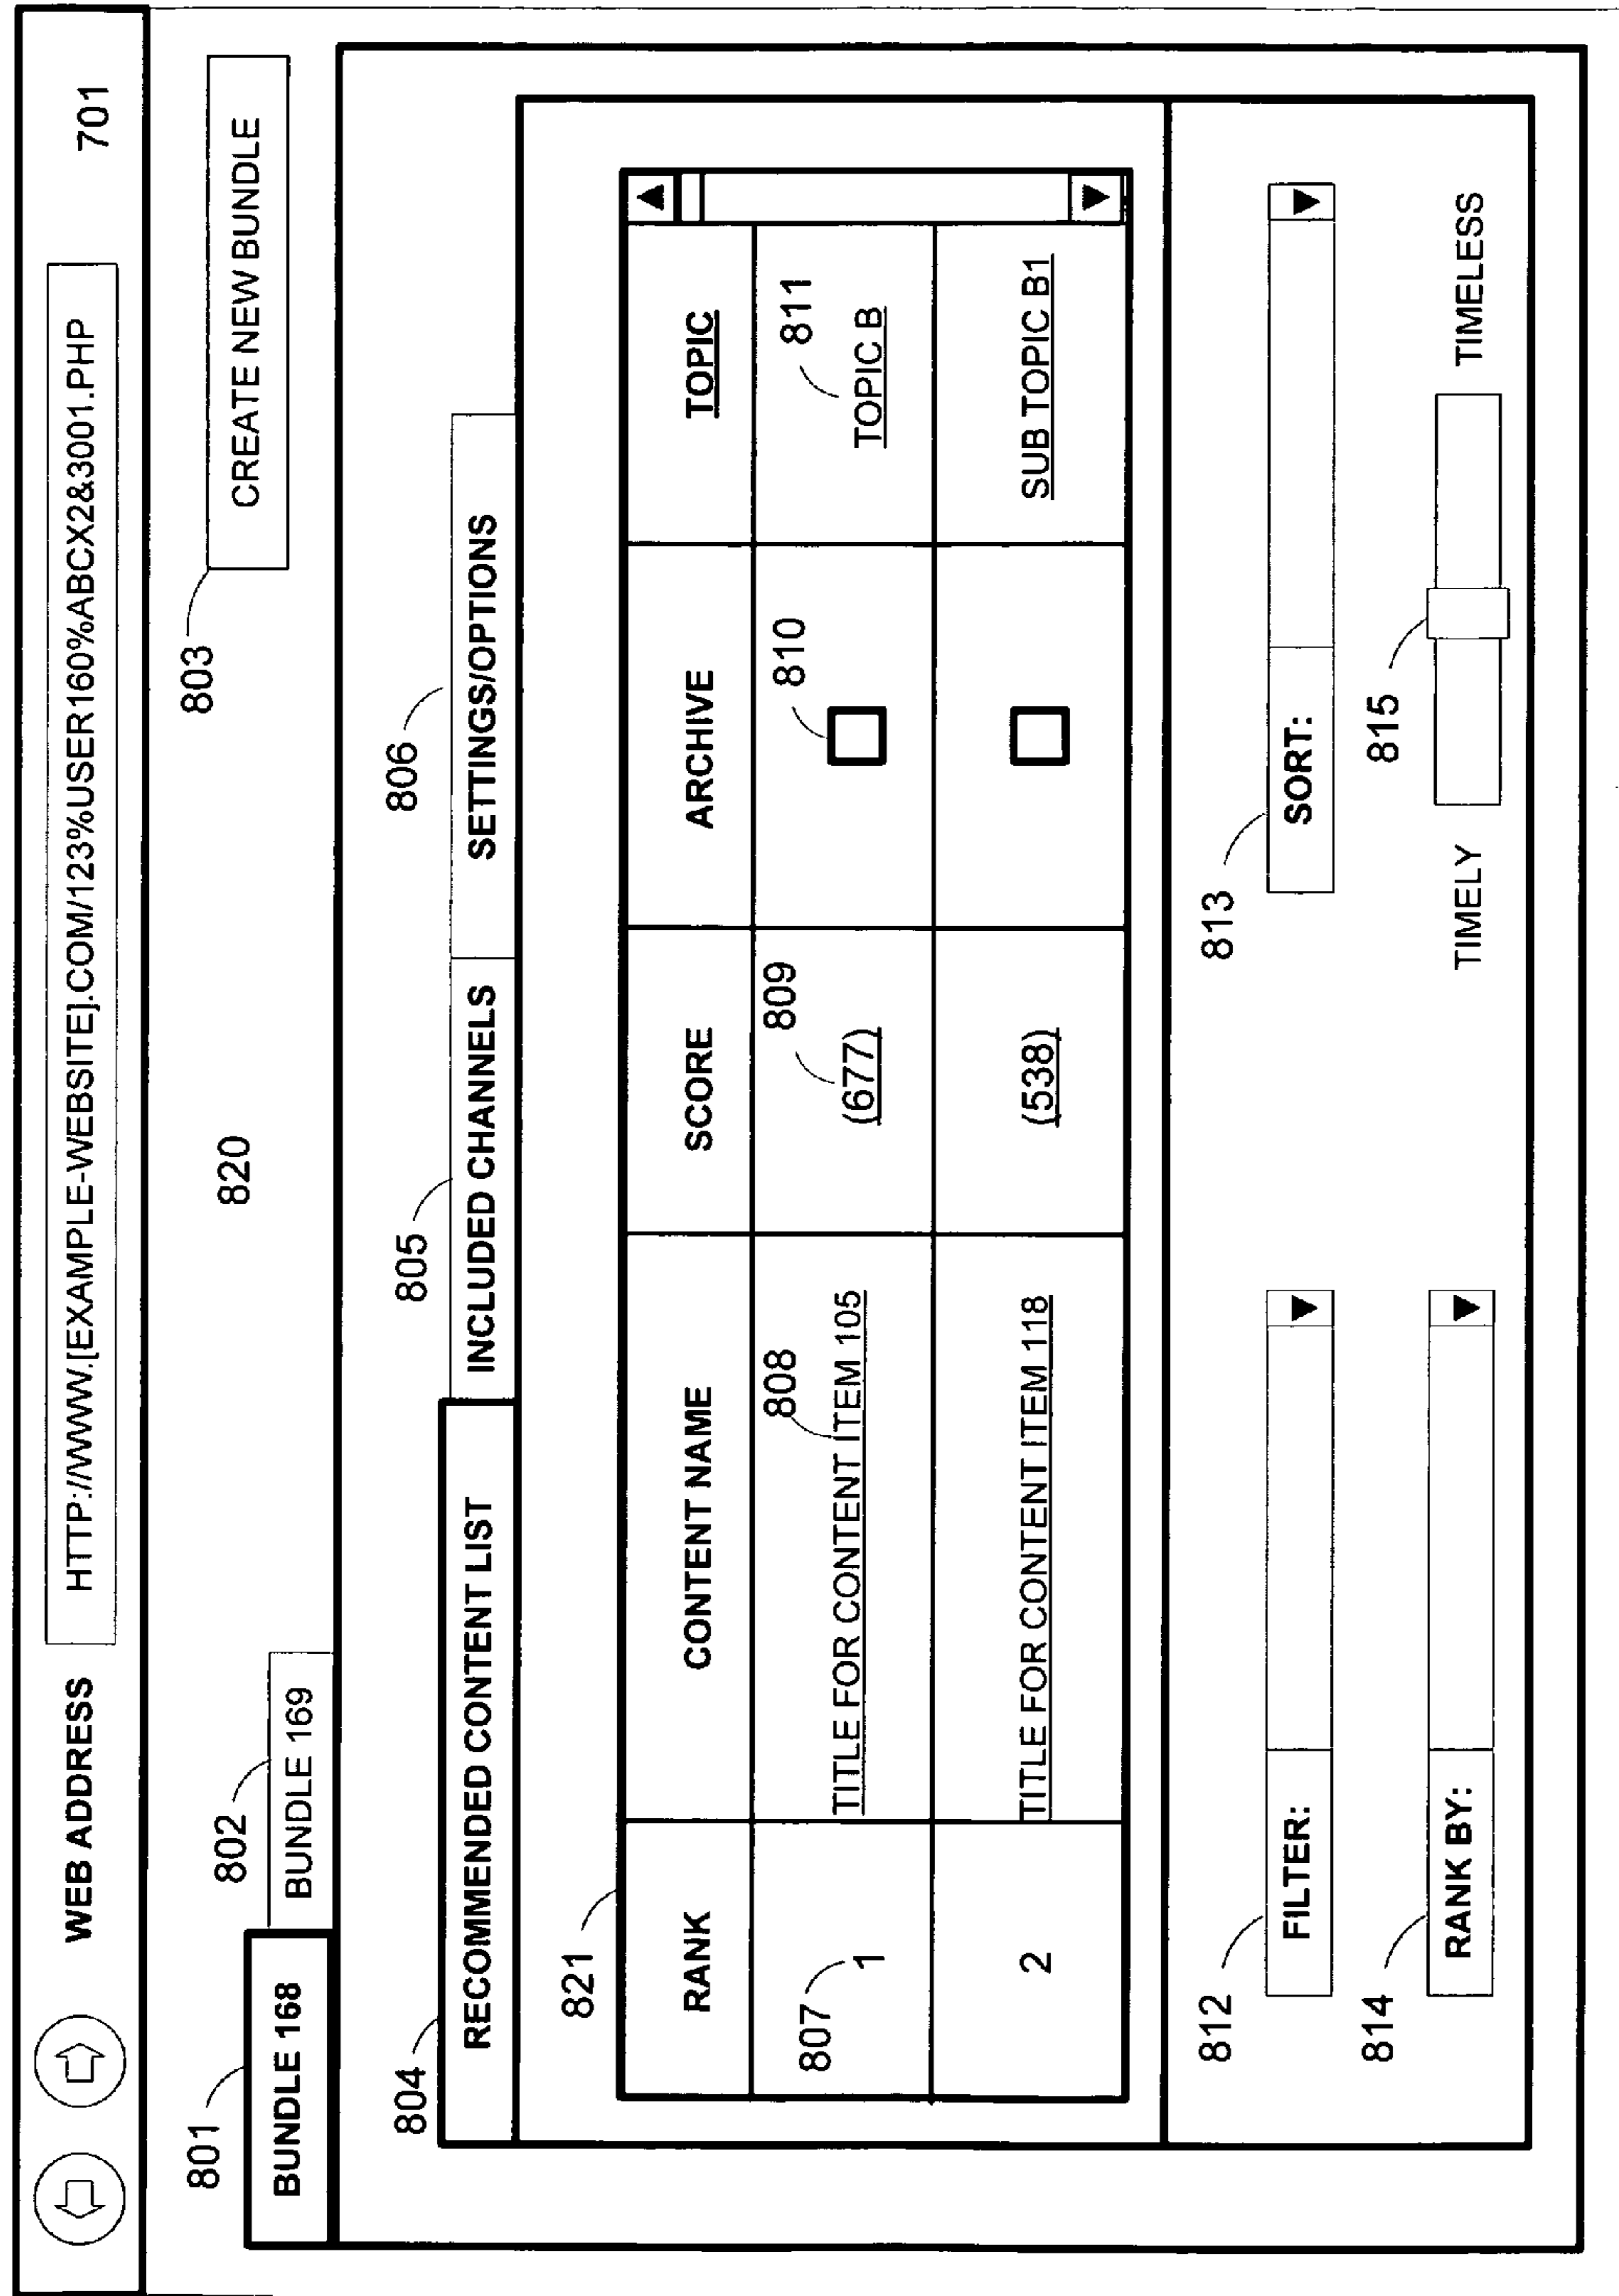 WEB ADDRESS HTTP://WWW.[EXAMPLE-WEBSITE].COM/123%USER160%ABCX2&3001.PHP 701
801 802 820 803
BUNDLE 168 BUNDLE 169 CREATE NEW BUNDLE
804 805 806
RECOMMENDED CONTENT LIST INCLUDED CHANNELS SETTINGS/OPTIONS
821
RANK CONTENT NAME SCORE ARCHIVE TOPIC
807 808 809 810 811
1 TITLE FOR CONTENT ITEM 105 (677) TOPIC B
2 TITLE FOR CONTENT ITEM 118 (538) SUB TOPIC B1
812 813
FILTER: SORT:
814 815
RANK BY: TIMELY TIMELESS